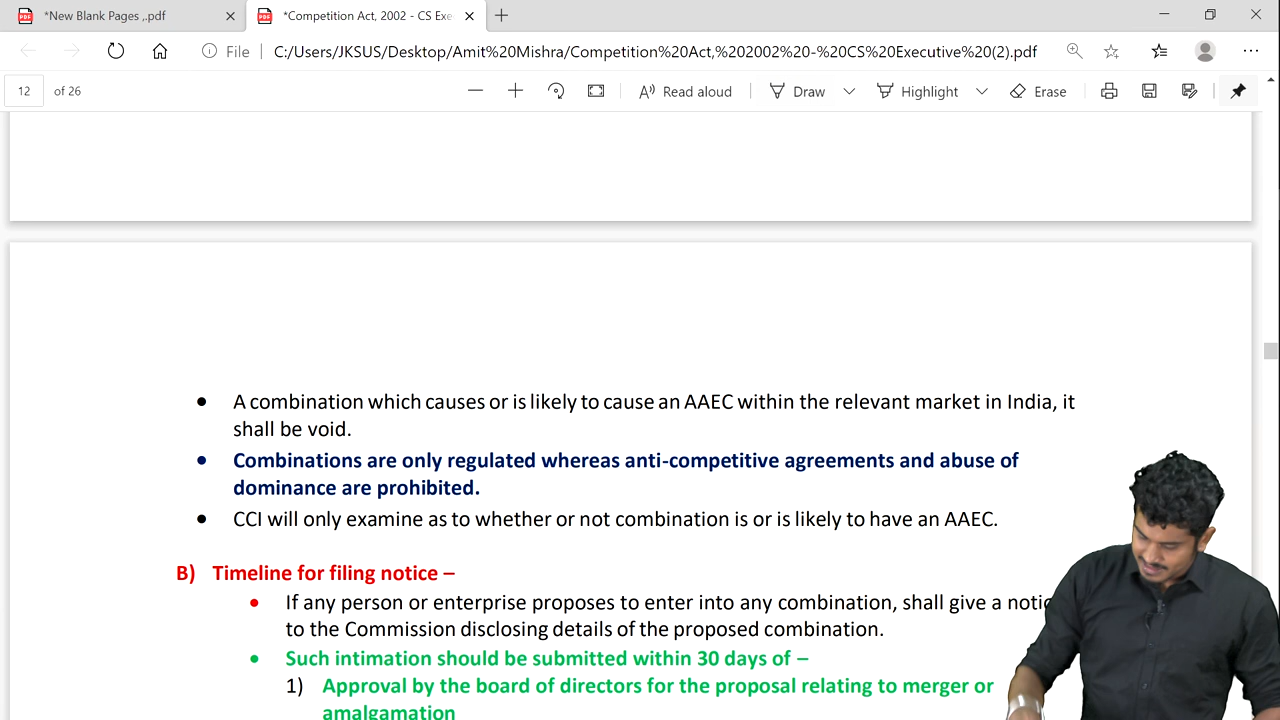 *New Blank Pages ,.pdf
*Competition Act, 2002 - CS Exe
File
C:/Users/JKSUS/Desktop/Amit%20Mishra/Competition%20Act,%202002%20-%20CS%20Executive%20(2).pdf
12 of 26
Read aloud
Draw
Highlight
Erase
• A combination which causes or is likely to cause an AAEC within the relevant market in India, it
shall be void.
• Combinations are only regulated whereas anti-competitive agreements and abuse of
dominance are prohibited.
• CCI will only examine as to whether or not combination is or is likely to have an AAEC.
B) Timeline for filing notice –
• If any person or enterprise proposes to enter into any combination, shall give a notic
to the Commission disclosing details of the proposed combination.
• Such intimation should be submitted within 30 days of –
1) Approval by the board of directors for the proposal relating to merger or
amalgamation